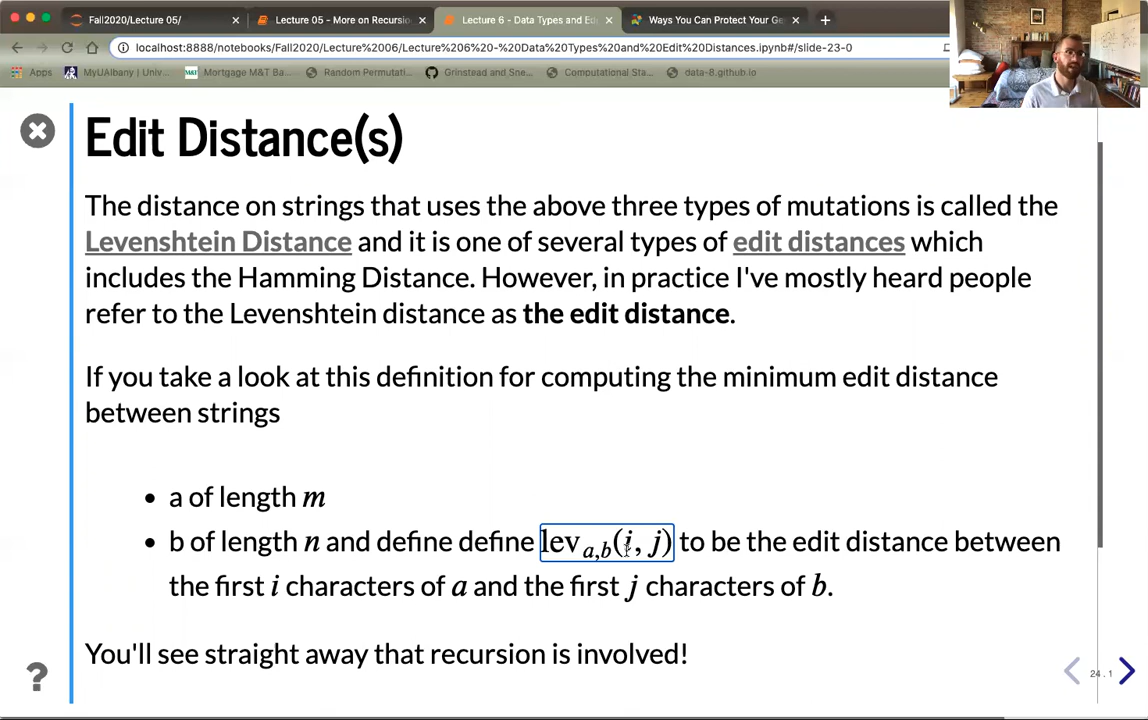 Fall2020/Lecture 05/
Lecture 05 - More on Recursio
Lecture 6 - Data Types and Ed
Ways You Can Protect Your Ge
localhost:8888/notebooks/Fall2020/Lecture%2006/Lecture%206%20-%20Data%20Types%20and%20Edit%20Distances.ipynb#/slide-23-0
Apps
MyUAlbany | Univ...
M&T
Mortgage M&T Ba...
Random Permutati...
Grinstead and Sne...
Computational Sta...
data-8.github.io
Edit Distance(s)
The distance on strings that uses the above three types of mutations is called the
Levenshtein Distance and it is one of several types of edit distances which
includes the Hamming Distance. However, in practice I've mostly heard people
refer to the Levenshtein distance as the edit distance.
If you take a look at this definition for computing the minimum edit distance
between strings
• a of length m
• b of length n and define define lev_{a,b}(i, j) to be the edit distance between
the first i characters of a and the first j characters of b.
You'll see straight away that recursion is involved!
?
24 . 1